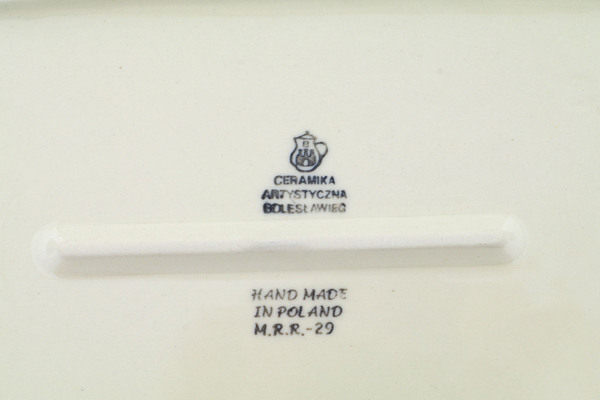 CERAMIKA
ARTYSTYCZNA
BOLESŁAWIEC
HAND MADE
IN POLAND
M.R.R.-29